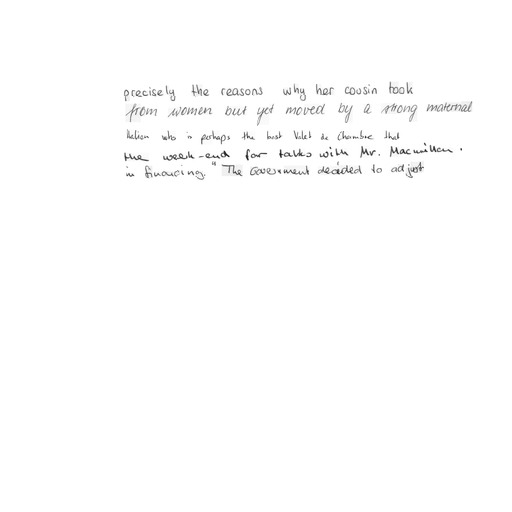 precisely the reasons why her cousin took
from women but yet moved by a strong maternal
Italian who is perhaps the best Valet de Chambre that
the week-end for talks with Mr. Macmillan.
in financing." The Government decided to adjust